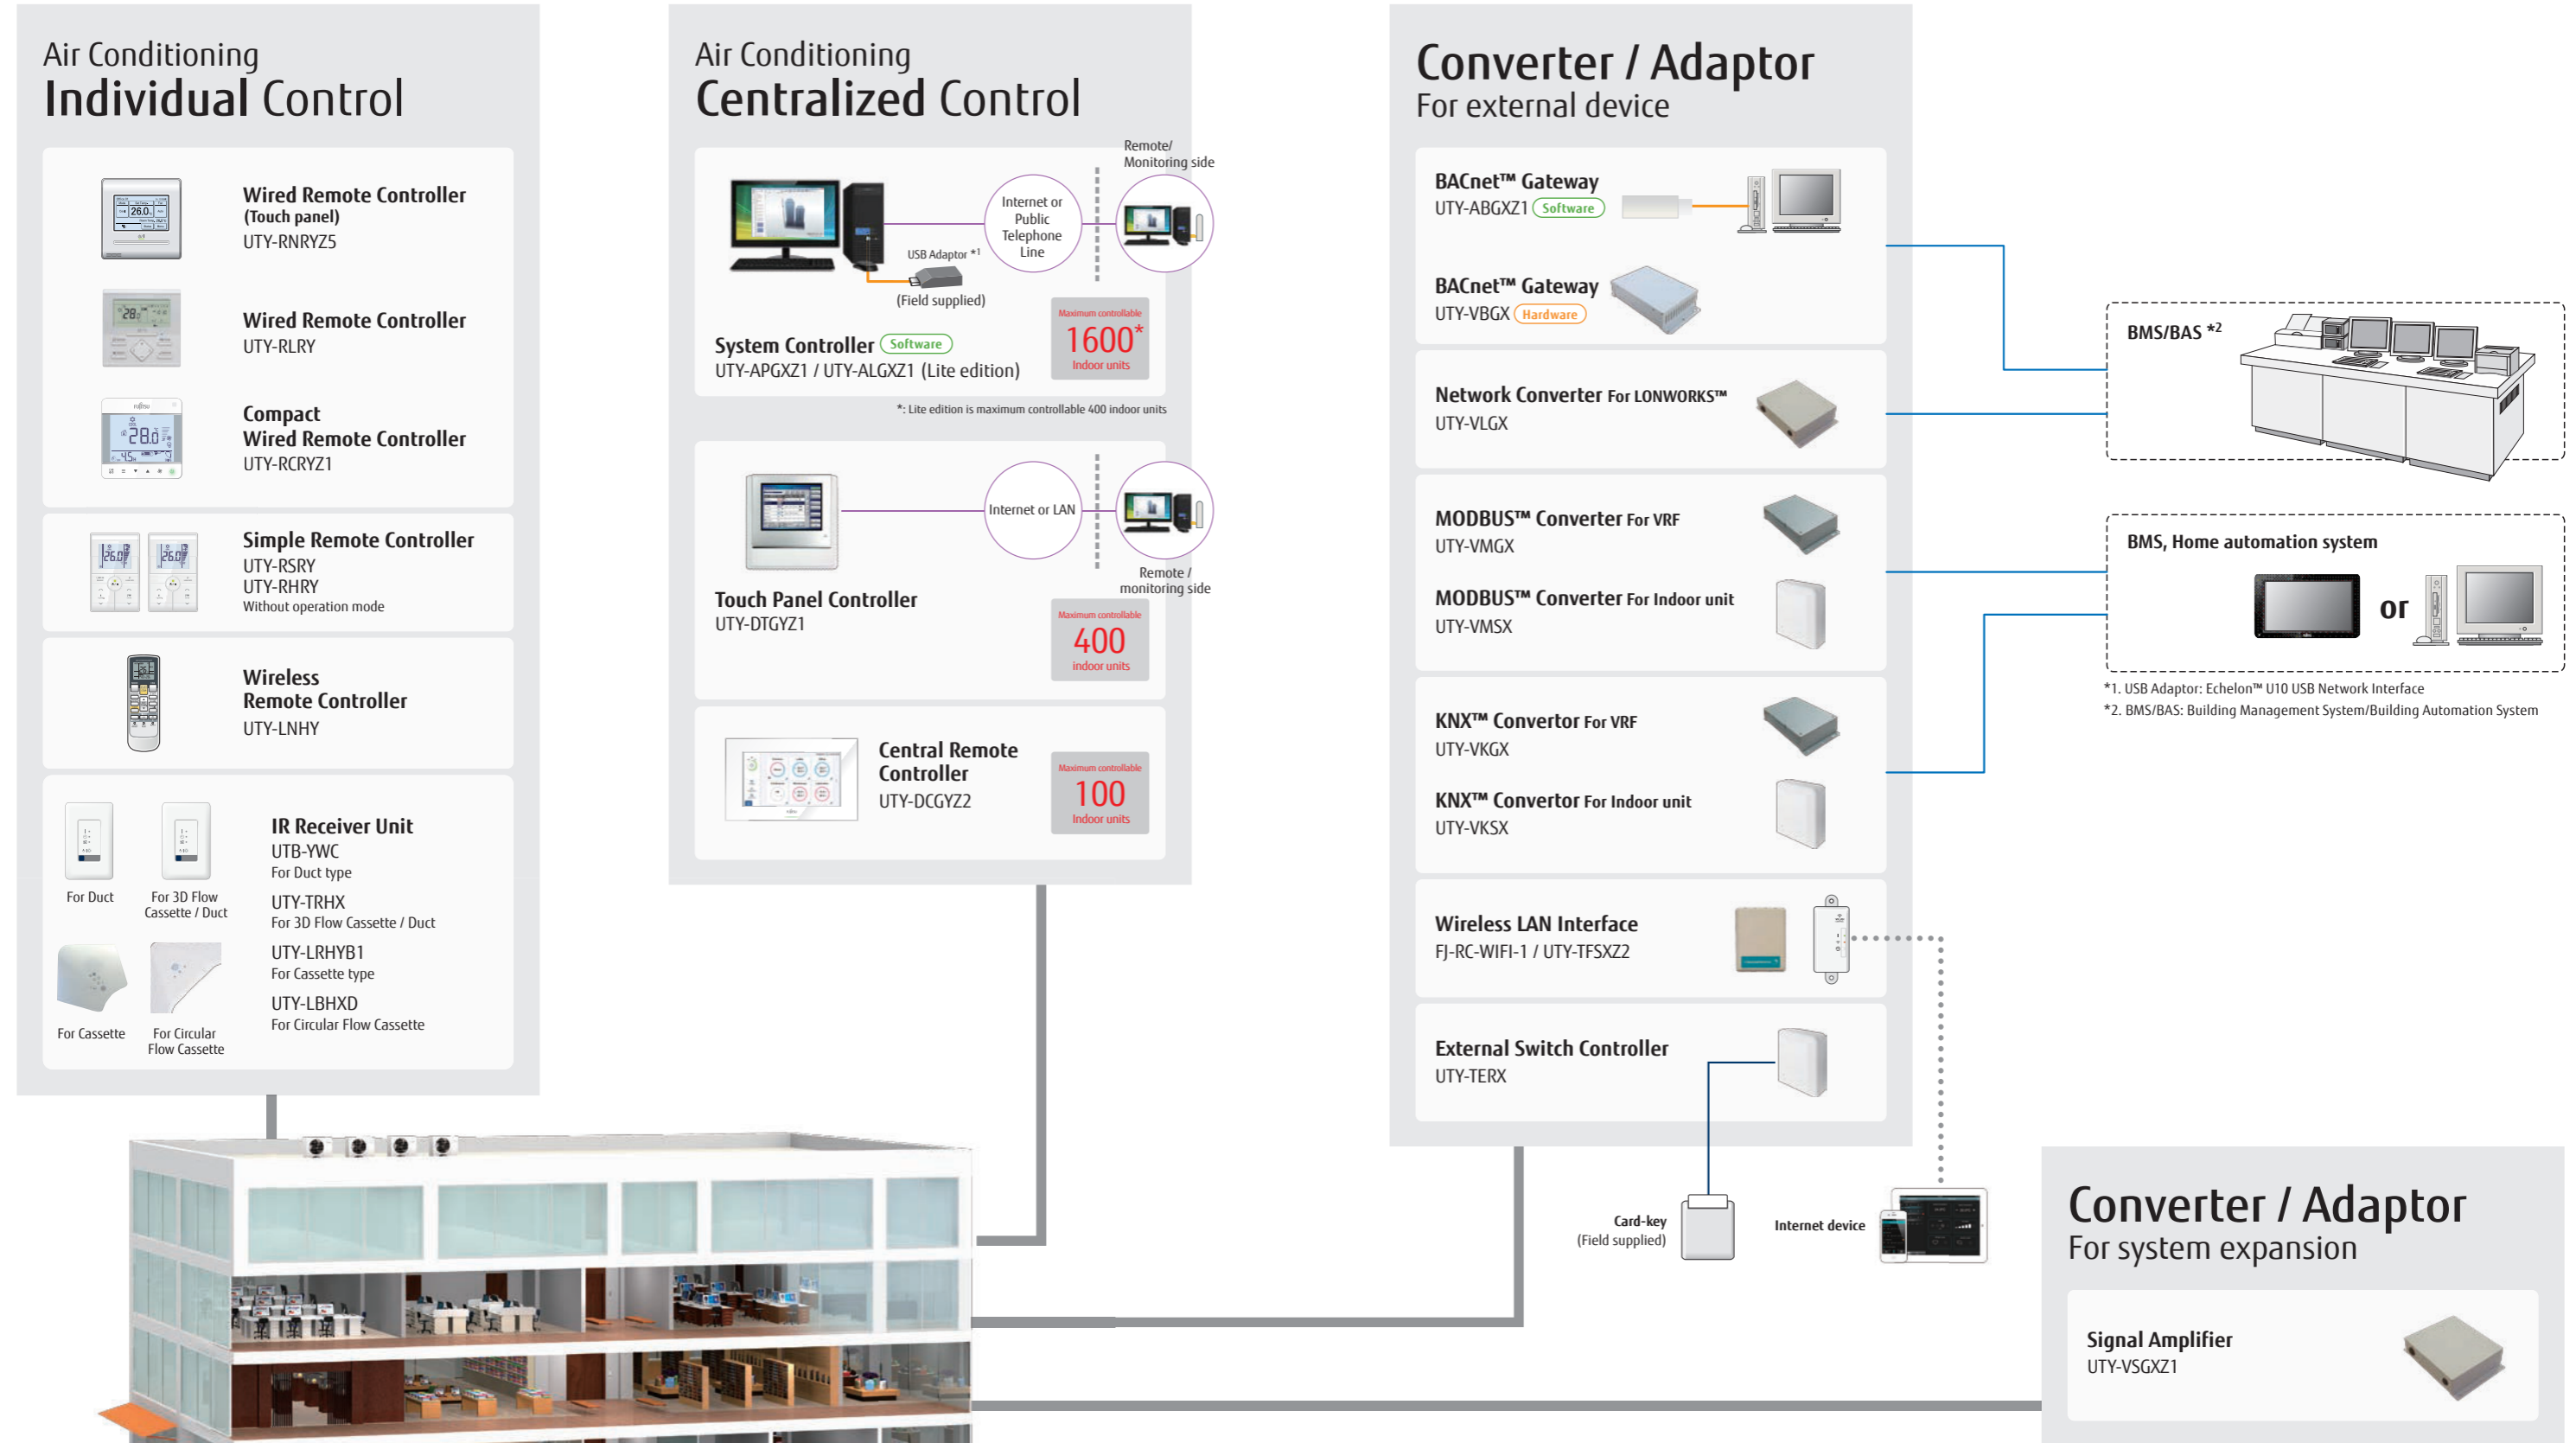 Air Conditioning
Individual Control
Wired Remote Controller
(Touch panel)
UTY-RNRYZ5
Wired Remote Controller
UTY-RLRY
Compact
Wired Remote Controller
UTY-RCRYZ1
Simple Remote Controller
UTY-RSRY
UTY-RHRY
Without operation mode
Wireless
Remote Controller
UTY-LNHY
For Duct
For 3D Flow
Cassette / Duct
For Cassette
For Circular
Flow Cassette
IR Receiver Unit
UTB-YWC
For Duct type
UTY-TRHX
For 3D Flow Cassette / Duct
UTY-LRHYB1
For Cassette type
UTY-LBHXD
For Circular Flow Cassette
Air Conditioning
Centralized Control
Remote/
Monitoring side
Internet or
Public
Telephone
Line
USB Adaptor *1
(Field supplied)
System Controller Software
UTY-APGXZ1 / UTY-ALGXZ1 (Lite edition)
Maximum controllable
1600*
Indoor units
*: Lite edition is maximum controllable 400 indoor units
Internet or LAN
Remote /
monitoring side
Touch Panel Controller
UTY-DTGYZ1
Maximum controllable
400
indoor units
Central Remote
Controller
UTY-DCGYZ2
Maximum controllable
100
Indoor units
Converter / Adaptor
For external device
BACnet™ Gateway
UTY-ABGXZ1 Software
BACnet™ Gateway
UTY-VBGX Hardware
Network Converter For LONWORKS™
UTY-VLGX
MODBUS™ Converter For VRF
UTY-VMGX
MODBUS™ Converter For Indoor unit
UTY-VMSX
KNX™ Convertor For VRF
UTY-VKGX
KNX™ Convertor For Indoor unit
UTY-VKSX
Wireless LAN Interface
FJ-RC-WIFI-1 / UTY-TFSXZ2
External Switch Controller
UTY-TERX
Card-key
(Field supplied)
Internet device
BMS/BAS *2
BMS, Home automation system
or
*1. USB Adaptor: Echelon™ U10 USB Network Interface
*2. BMS/BAS: Building Management System/Building Automation System
Converter / Adaptor
For system expansion
Signal Amplifier
UTY-VSGXZ1